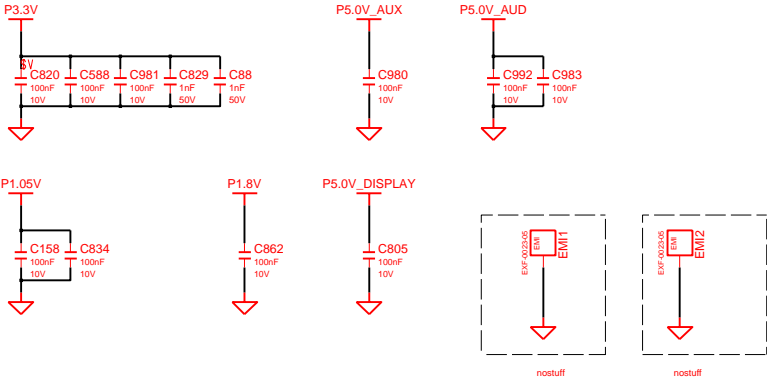 P3.3V
P5.0V_AUX
P5.0V_AUD
C820
100nF
10V
C588
100nF
10V
C981
100nF
10V
C829
1nF
50V
C88
1nF
50V
C980
100nF
10V
C992
100nF
10V
C983
100nF
10V
P1.05V
P1.8V
P5.0V_DISPLAY
C158
100nF
10V
C834
100nF
10V
C862
100nF
10V
C805
100nF
10V
EXF-0023-05
EMI
EMI1
EXF-0023-05
EMI
EMI2
nostuff
nostuff